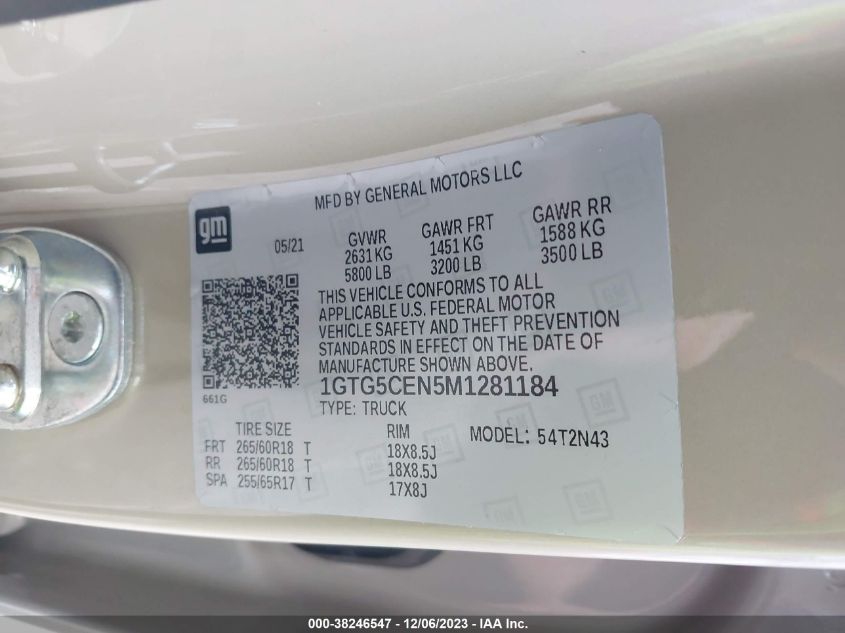 MFD BY GENERAL MOTORS LLC
gm
05/21
GVWR
2631 KG
5800 LB
GAWR FRT
1451 KG
3200 LB
GAWR RR
1588 KG
3500 LB
THIS VEHICLE CONFORMS TO ALL
APPLICABLE U.S. FEDERAL MOTOR
VEHICLE SAFETY AND THEFT PREVENTION
STANDARDS IN EFFECT ON THE DATE OF
MANUFACTURE SHOWN ABOVE.
661G
1GTG5CEN5M1281184
TYPE: TRUCK
TIRE SIZE RIM MODEL: 54T2N43
FRT 265/60R18 T 18X8.5J
RR 265/60R18 T 18X8.5J
SPA 255/65R17 T 17X8J
000-38246547 - 12/06/2023 - IAA Inc.